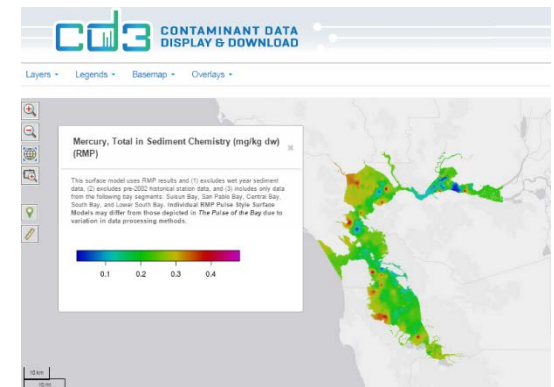 cd3 CONTAMINANT DATA
DISPLAY & DOWNLOAD
Layers Legends Basemap Overlays
Mercury, Total in Sediment Chemistry (mg/kg dw)
(RMP)
This surface model uses RMP results and (1) excludes wet year sediment
data, (2) excludes pre-2002 historical station data, and (3) includes only data
from the following bay segments: Suisun Bay, San Pablo Bay, Central Bay,
South Bay, and Lower South Bay. Individual RMP Pulse Style Surface
Models may differ from those depicted in The Pulse of the Bay due to
variation in data processing methods.
0.1 0.2 0.3 0.4
10 km
10 mi